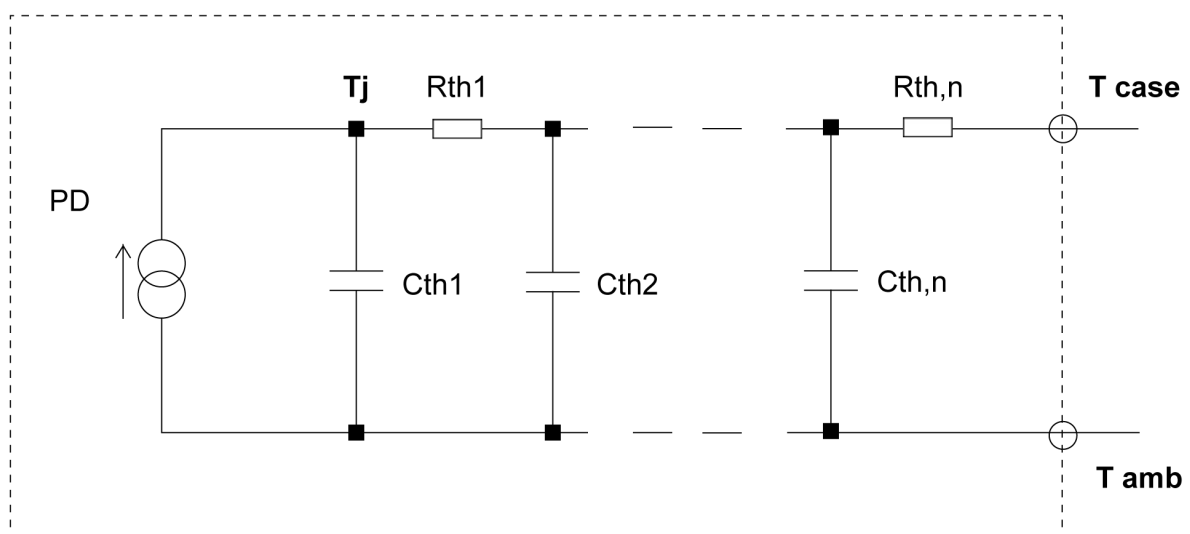 Tj
Rth1
Rth,n
T case
PD
Cth1
Cth2
Cth,n
T amb